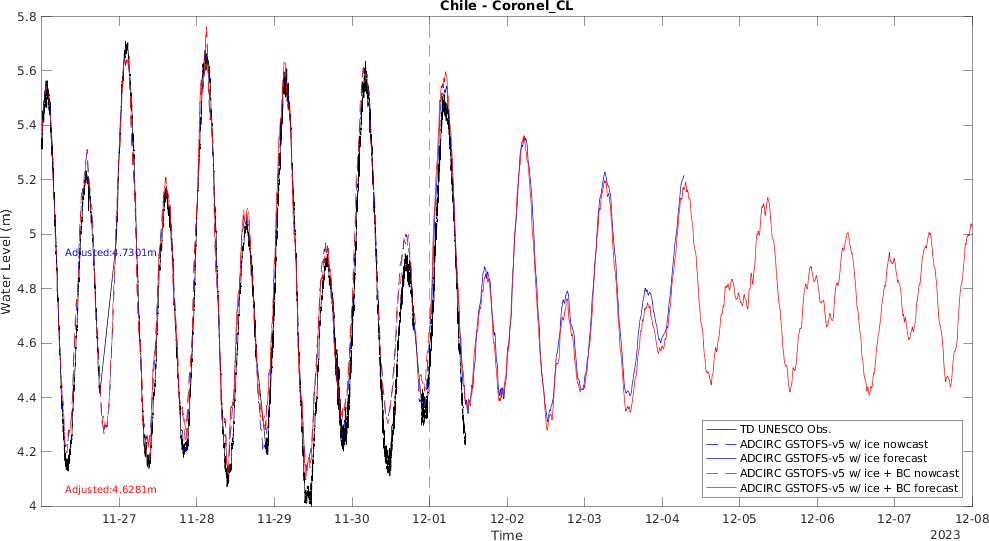 Chile - Coronel_CL
5.8
5.6
5.4
5.2
5
4.8
4.6
4.4
4.2
4
Water Level (m)
Adjusted:4.7301m
Adjusted:4.6281m
TD UNESCO Obs.
ADCIRC GSTOFS-v5 w/ ice nowcast
ADCIRC GSTOFS-v5 w/ ice forecast
ADCIRC GSTOFS-v5 w/ ice + BC nowcast
ADCIRC GSTOFS-v5 w/ ice + BC forecast
11-27 11-28 11-29 11-30 12-01 12-02 12-03 12-04 12-05 12-06 12-07 12-08
Time
2023